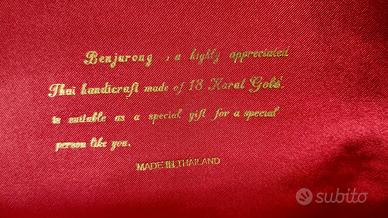 Benjarong is a highly appreciated
Thai handicraft made of 18 Karat Gold.
is suitable as a special gift for a special
person like you.
MADE IN THAILAND
subito